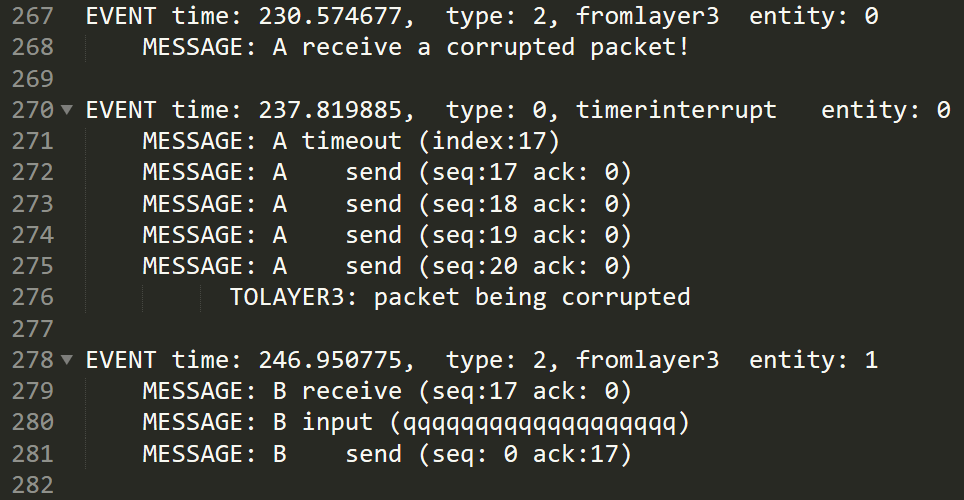 267 EVENT time: 230.574677,  type: 2, fromlayer3  entity: 0
268     MESSAGE: A receive a corrupted packet!
269
270 EVENT time: 237.819885,  type: 0, timerinterrupt   entity: 0
271     MESSAGE: A timeout (index:17)
272     MESSAGE: A    send (seq:17 ack: 0)
273     MESSAGE: A    send (seq:18 ack: 0)
274     MESSAGE: A    send (seq:19 ack: 0)
275     MESSAGE: A    send (seq:20 ack: 0)
276           TOLAYER3: packet being corrupted
277
278 EVENT time: 246.950775,  type: 2, fromlayer3  entity: 1
279     MESSAGE: B receive (seq:17 ack: 0)
280     MESSAGE: B input (qqqqqqqqqqqqqqqqqqq)
281     MESSAGE: B    send (seq: 0 ack:17)
282